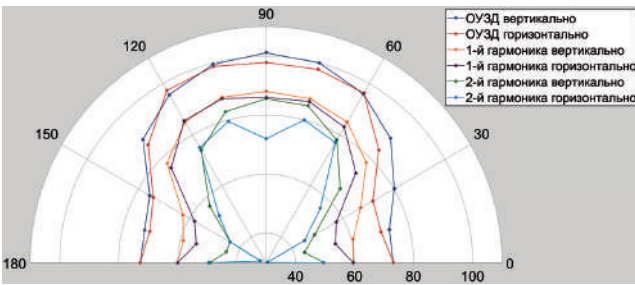 90
120
60
150
30
180
0
40
60
80
100
ОУЗД вертикально
ОУЗД горизонтально
1-й гармоника вертикально
1-й гармоника горизонтально
2-й гармоника вертикально
2-й гармоника горизонтально